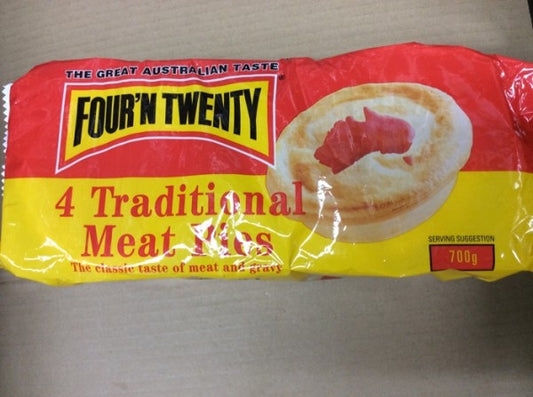 THE GREAT AUSTRALIAN TASTE
FOUR'N TWENTY
4 Traditional
Meat Pies
The classic taste of meat and gravy
SERVING SUGGESTION
700g